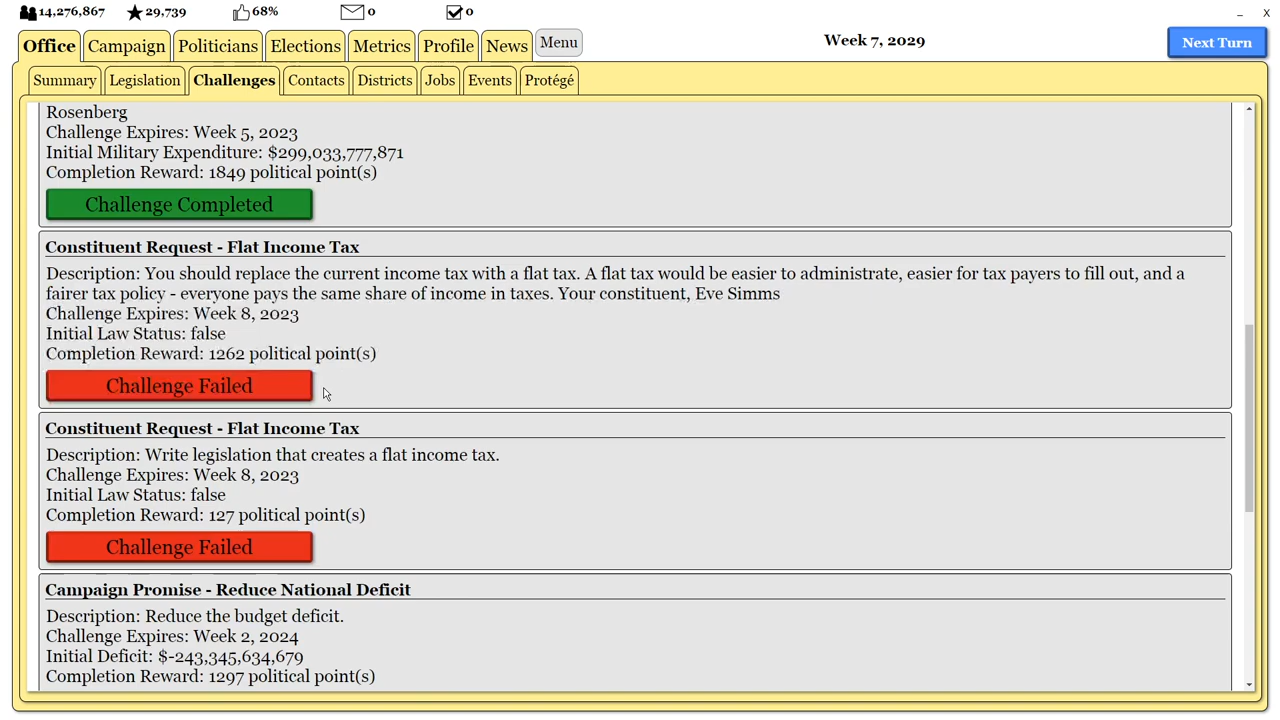 14,276,867 29,739 68% 0 0 _ X
Office Campaign Politicians Elections Metrics Profile News Menu Week 7, 2029 Next Turn
Summary Legislation Challenges Contacts Districts Jobs Events Protégé
Rosenberg
Challenge Expires: Week 5, 2023
Initial Military Expenditure: $299,033,777,871
Completion Reward: 1849 political point(s)
Challenge Completed
Constituent Request - Flat Income Tax
Description: You should replace the current income tax with a flat tax. A flat tax would be easier to administrate, easier for tax payers to fill out, and a
fairer tax policy - everyone pays the same share of income in taxes. Your constituent, Eve Simms
Challenge Expires: Week 8, 2023
Initial Law Status: false
Completion Reward: 1262 political point(s)
Challenge Failed
Constituent Request - Flat Income Tax
Description: Write legislation that creates a flat income tax.
Challenge Expires: Week 8, 2023
Initial Law Status: false
Completion Reward: 127 political point(s)
Challenge Failed
Campaign Promise - Reduce National Deficit
Description: Reduce the budget deficit.
Challenge Expires: Week 2, 2024
Initial Deficit: $-243,345,634,679
Completion Reward: 1297 political point(s)